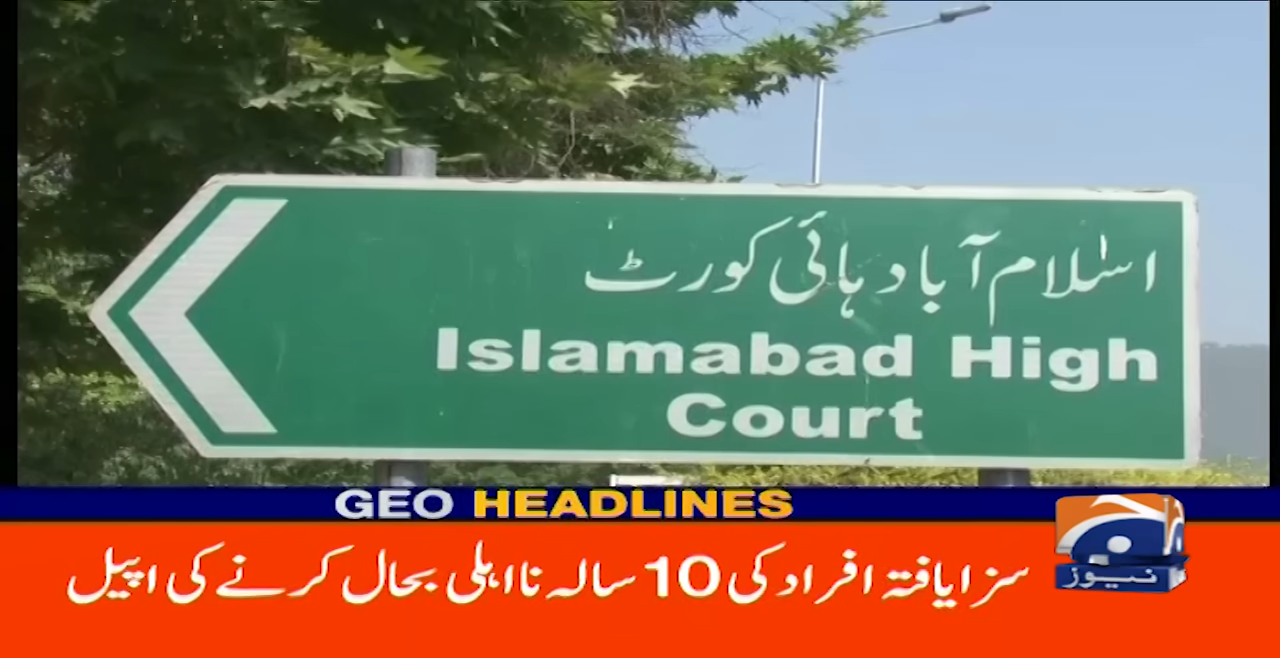 اسلام آباد ہائی کورٹ
Islamabad High
Court
GEO HEADLINES
سزا یافتہ افراد کی 10 سالہ نااہلی بحال کرنے کی اپیل
نیوز